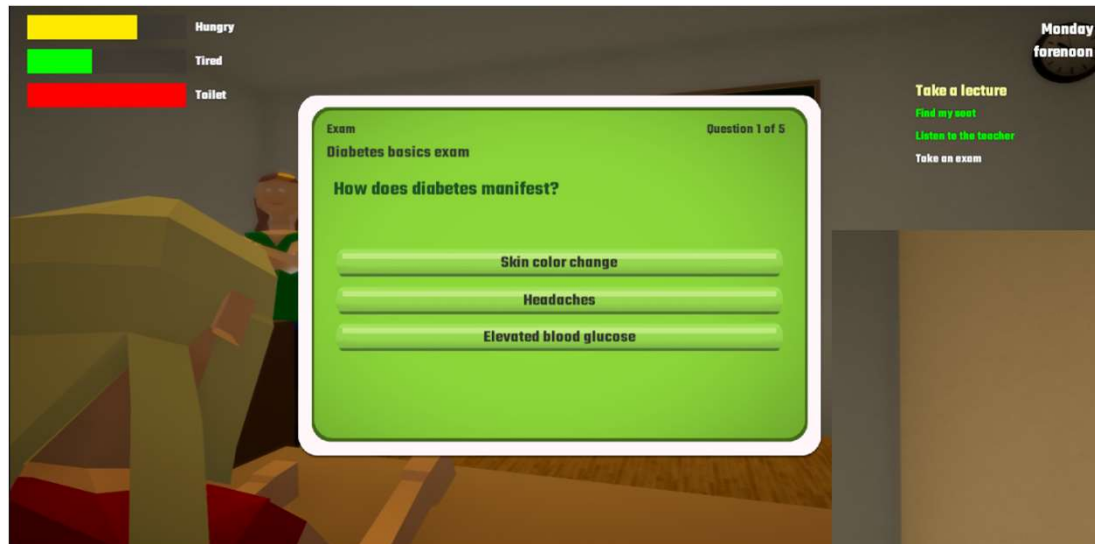 Hungry
Tired
Toilet
Monday
forenoon
Take a lecture
Find my seat
Listen to the teacher
Take an exam
Exam
Question 1 of 5
Diabetes basics exam
How does diabetes manifest?
Skin color change
Headaches
Elevated blood glucose